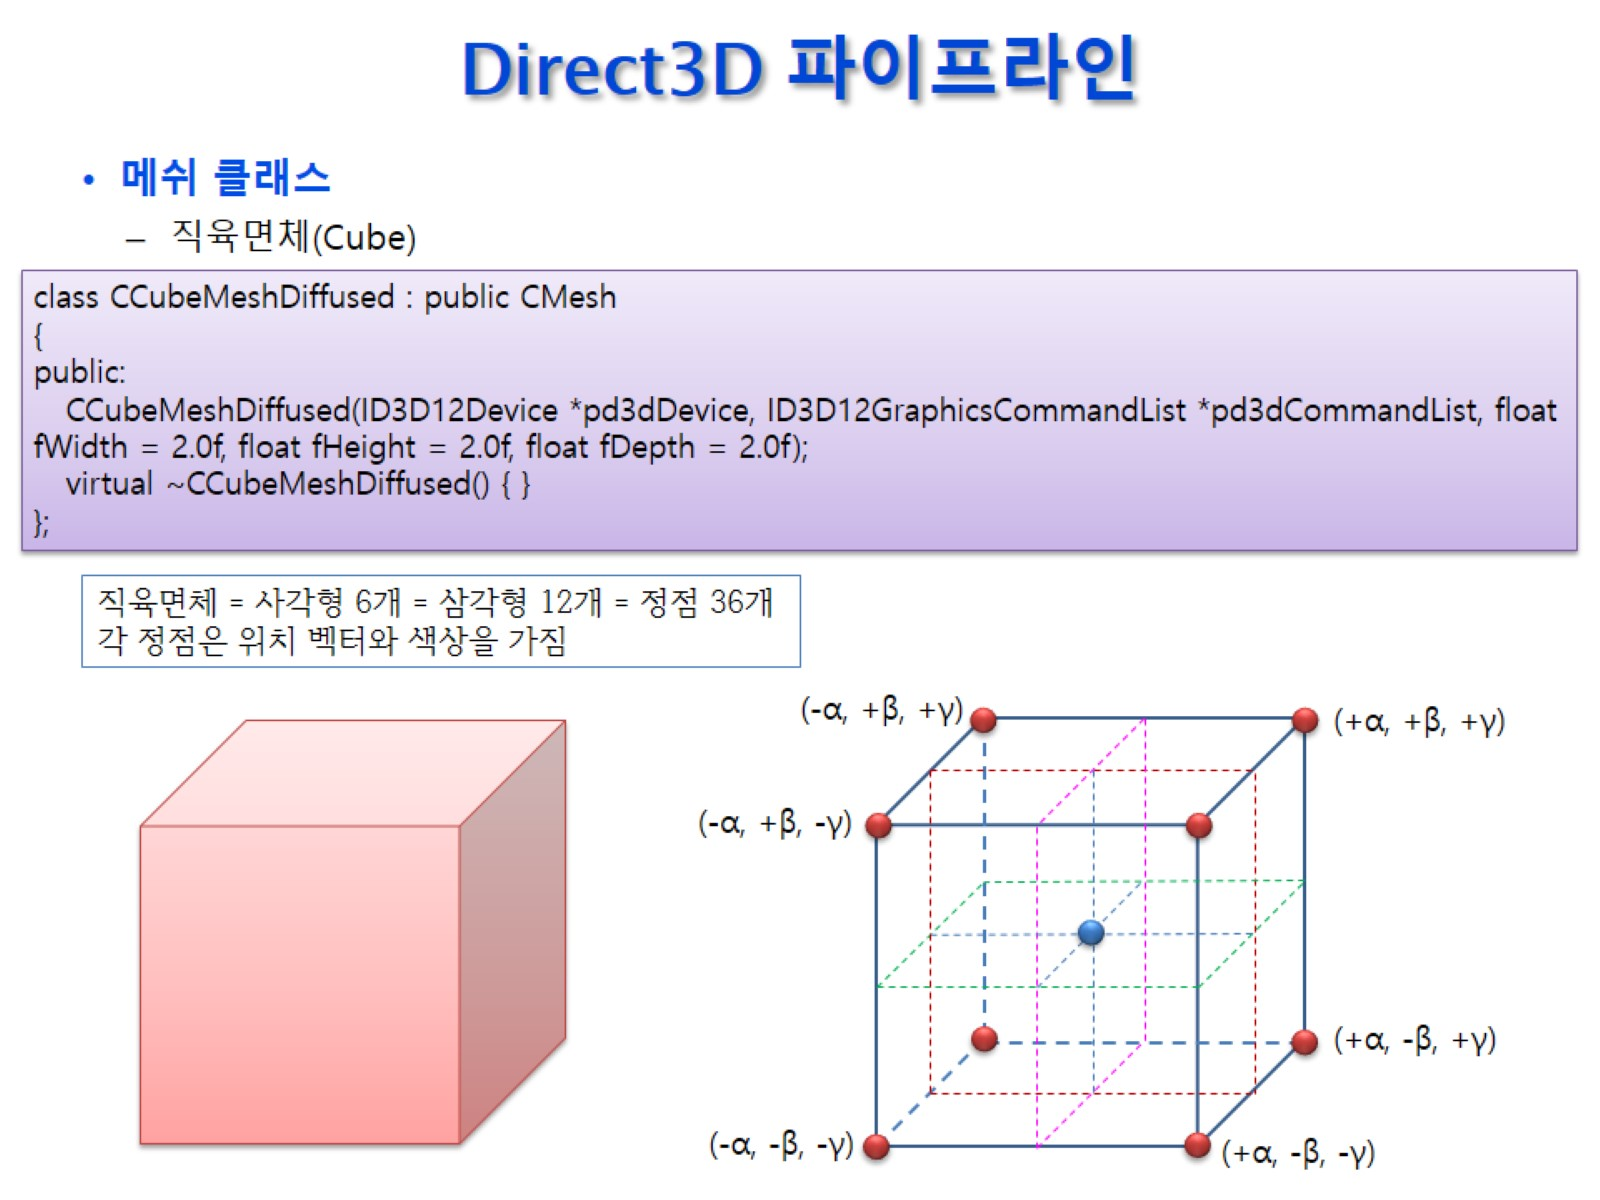 Direct3D 파이프라인
• 메쉬 클래스
– 직육면체(Cube)
class CCubeMeshDiffused : public CMesh
{
public:
CCubeMeshDiffused(ID3D12Device *pd3dDevice, ID3D12GraphicsCommandList *pd3dCommandList, float
fWidth = 2.0f, float fHeight = 2.0f, float fDepth = 2.0f);
virtual ~CCubeMeshDiffused() { }
};
직육면체 = 사각형 6개 = 삼각형 12개 = 정점 36개
각 정점은 위치 벡터와 색상을 가짐
(-α, +β, +γ)
(+α, +β, +γ)
(-α, +β, -γ)
(+α, -β, +γ)
(-α, -β, -γ)
(+α, -β, -γ)